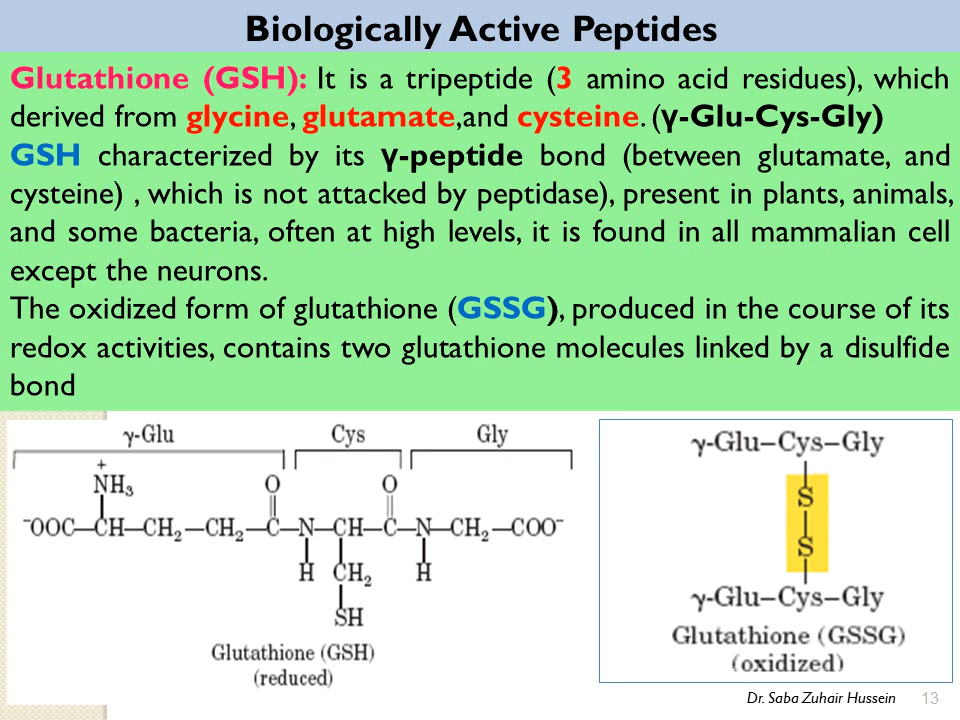 Biologically Active Peptides
Glutathione (GSH): It is a tripeptide (3 amino acid residues), which
derived from glycine, glutamate,and cysteine. (γ-Glu-Cys-Gly)
GSH characterized by its γ-peptide bond (between glutamate, and
cysteine) , which is not attacked by peptidase), present in plants, animals,
and some bacteria, often at high levels, it is found in all mammalian cell
except the neurons.
The oxidized form of glutathione (GSSG), produced in the course of its
redox activities, contains two glutathione molecules linked by a disulfide
bond
γ-Glu Cys Gly
+
NH₃ O O
⁻OOC—CH—CH₂—CH₂—C—N—CH—C—N—CH₂—COO⁻
H CH₂ H
SH
Glutathione (GSH)
(reduced)
γ-Glu—Cys—Gly
S
S
γ-Glu—Cys—Gly
Glutathione (GSSG)
(oxidized)
Dr. Saba Zuhair Hussein 13